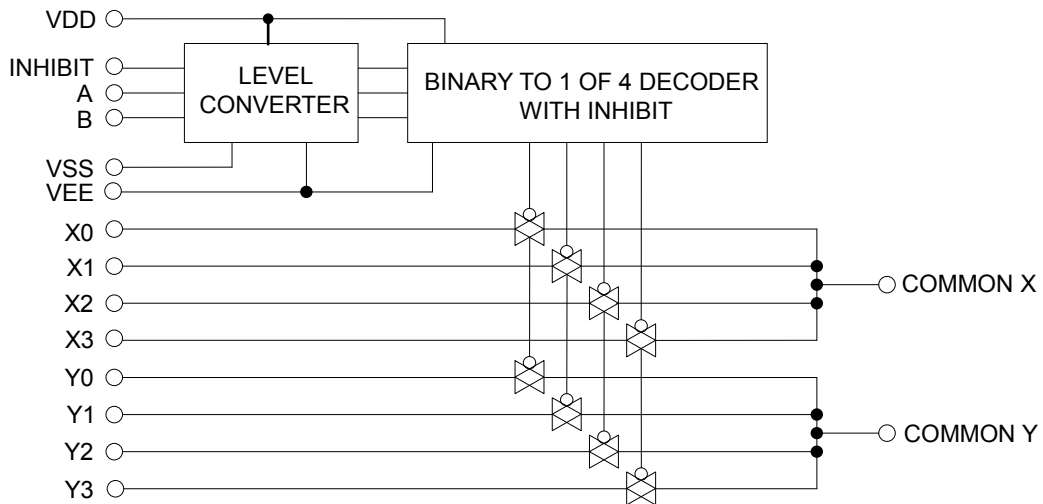 VDD
INHIBIT
A
B
LEVEL
CONVERTER
BINARY TO 1 OF 4 DECODER
WITH INHIBIT
VSS
VEE
X0
X1
X2
X3
COMMON X
Y0
Y1
Y2
Y3
COMMON Y